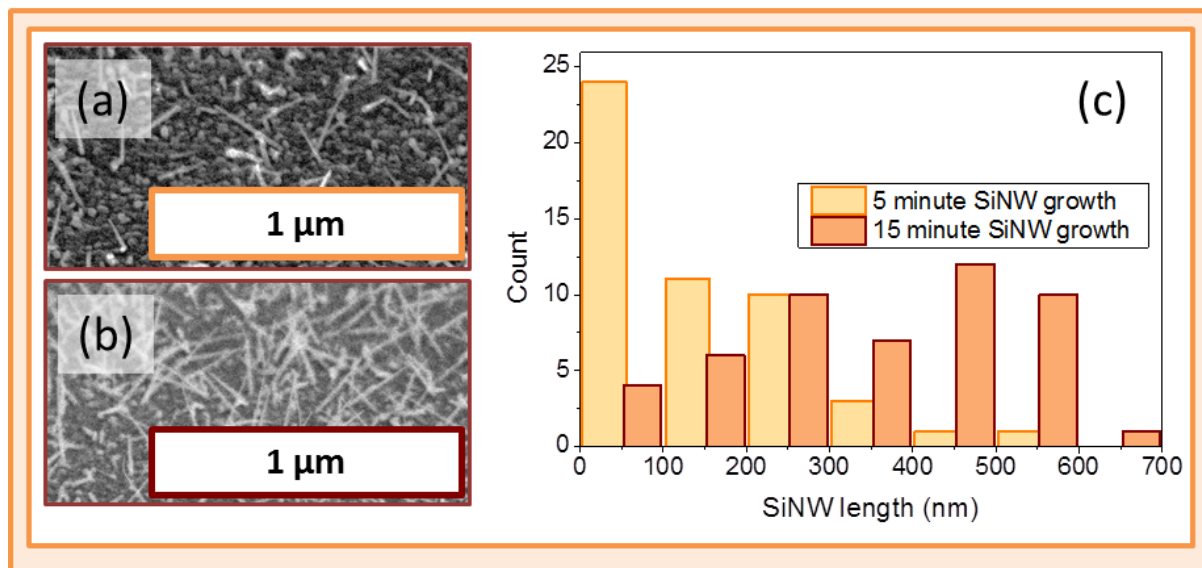 (a)
1 µm
(b)
1 µm
(c)
25
20
15
10
5
0
Count
5 minute SiNW growth
15 minute SiNW growth
0 100 200 300 400 500 600 700
SiNW length (nm)